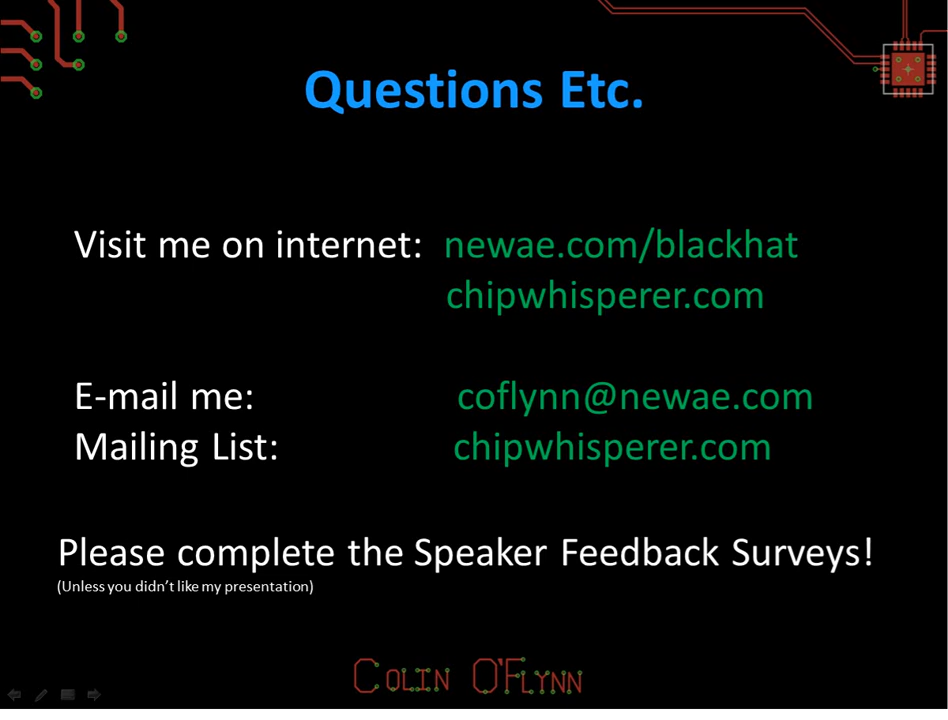 Questions Etc.
Visit me on internet: newae.com/blackhat
chipwhisperer.com
E-mail me: coflynn@newae.com
Mailing List: chipwhisperer.com
Please complete the Speaker Feedback Surveys!
(Unless you didn't like my presentation)
COLIN O'FLYNN